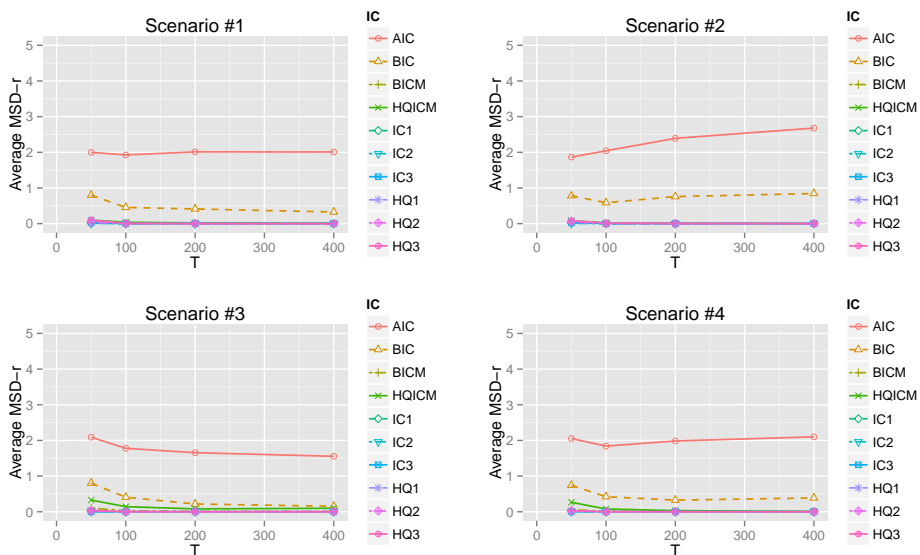 Scenario #1
Average MSD−r
5
4
3
2
1
0
0
100
200
300
400
T
IC
AIC
BIC
BICM
HQICM
IC1
IC2
IC3
HQ1
HQ2
HQ3
Scenario #2
Average MSD−r
5
4
3
2
1
0
0
100
200
300
400
T
IC
AIC
BIC
BICM
HQICM
IC1
IC2
IC3
HQ1
HQ2
HQ3
Scenario #3
Average MSD−r
5
4
3
2
1
0
0
100
200
300
400
T
IC
AIC
BIC
BICM
HQICM
IC1
IC2
IC3
HQ1
HQ2
HQ3
Scenario #4
Average MSD−r
5
4
3
2
1
0
0
100
200
300
400
T
IC
AIC
BIC
BICM
HQICM
IC1
IC2
IC3
HQ1
HQ2
HQ3